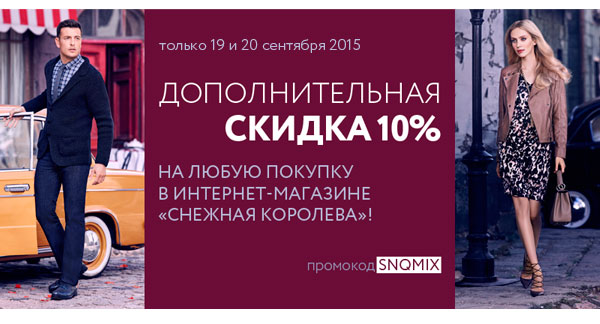 только 19 и 20 сентября 2015
ДОПОЛНИТЕЛЬНАЯ
СКИДКА 10%
НА ЛЮБУЮ ПОКУПКУ
В ИНТЕРНЕТ-МАГАЗИНЕ
«СНЕЖНАЯ КОРОЛЕВА»!
промокод SNQMIX